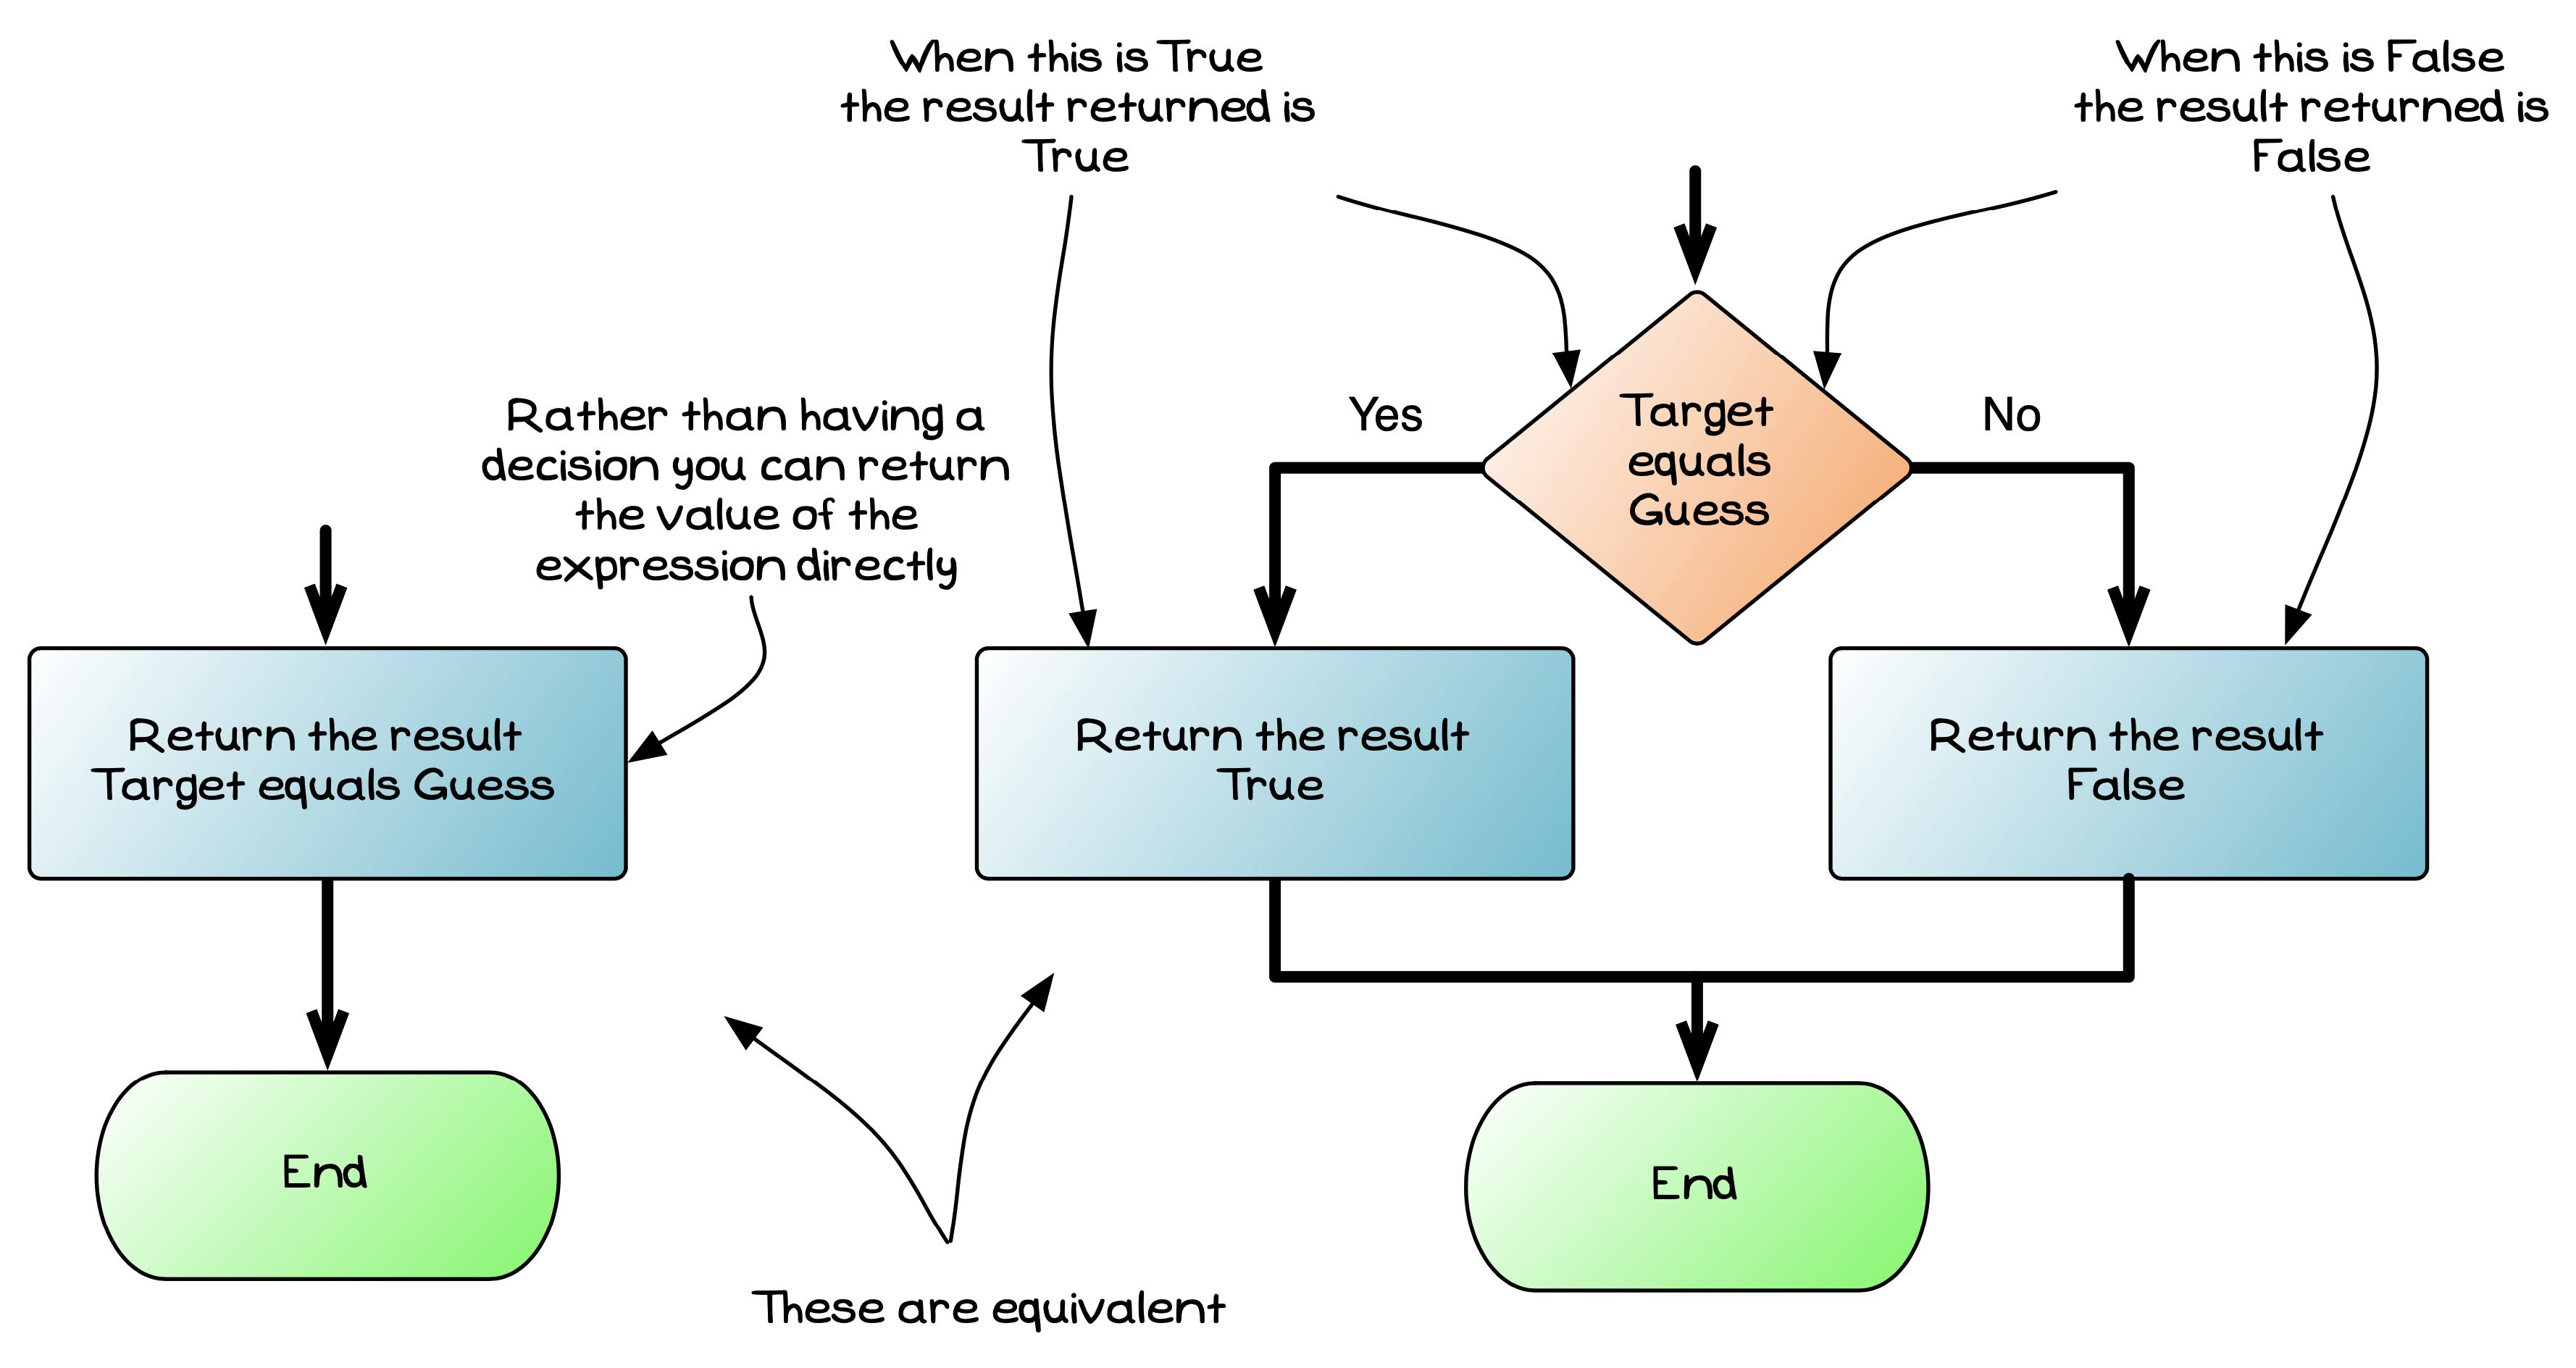 When this is True
the result returned is
True
When this is False
the result returned is
False
Rather than having a
decision you can return
the value of the
expression directly
Yes
Target
equals
Guess
No
Return the result
Target equals Guess
Return the result
True
Return the result
False
End
End
These are equivalent